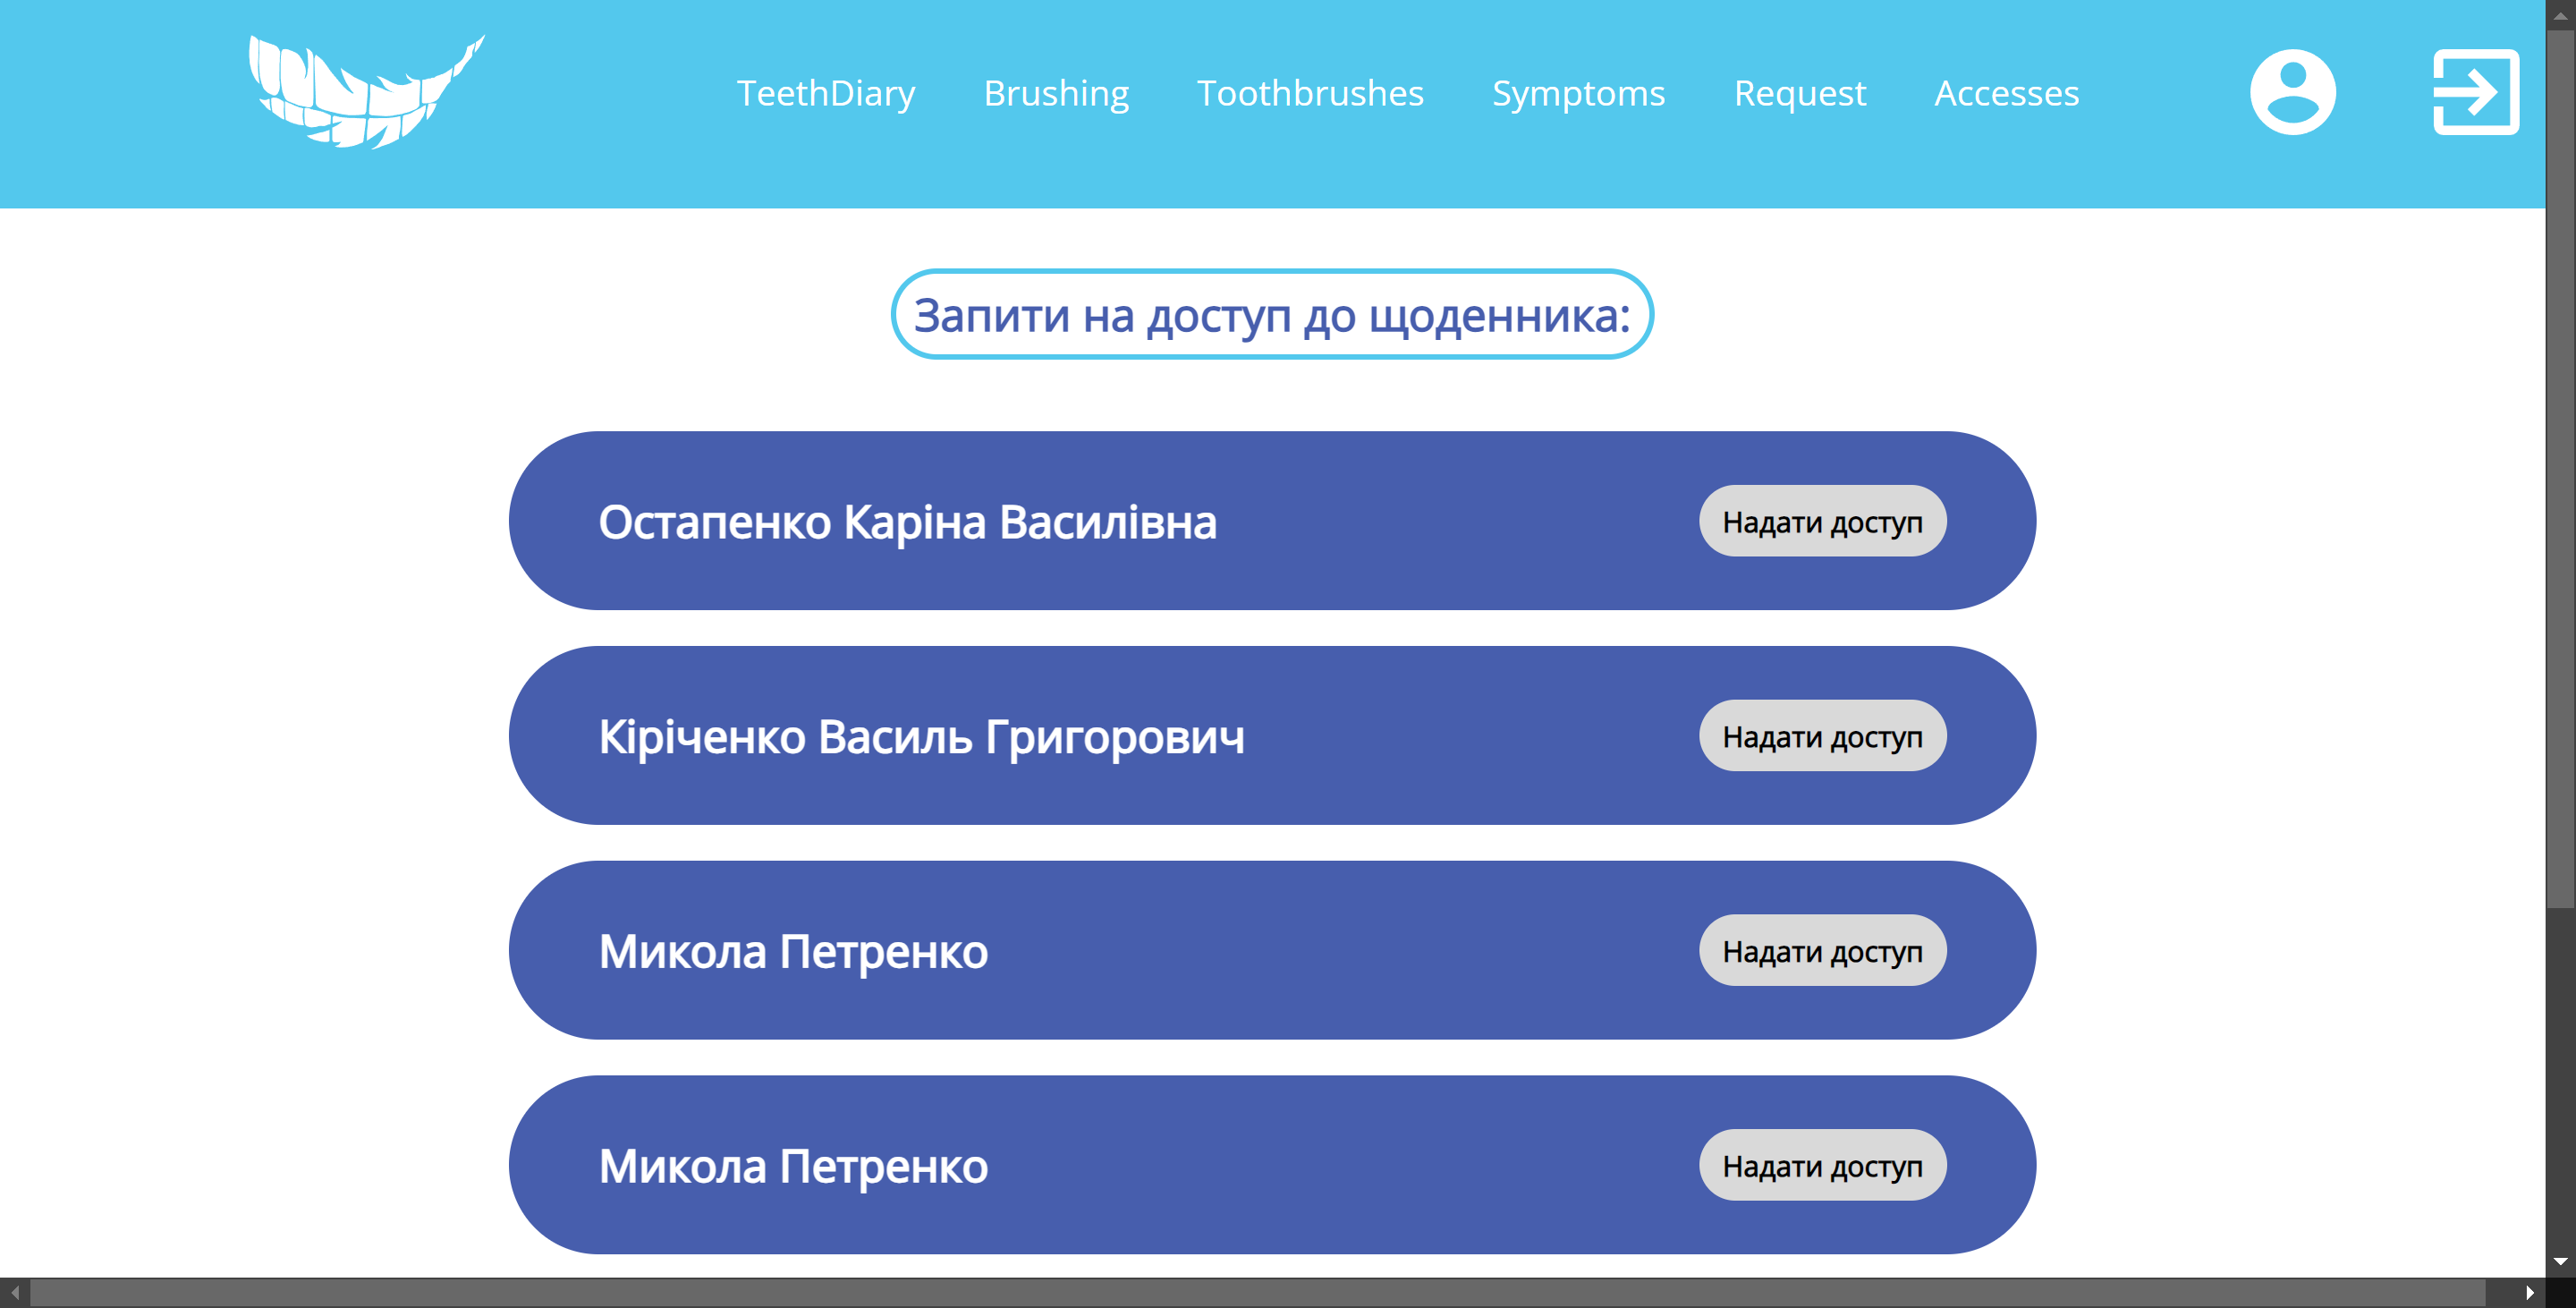 TeethDiary Brushing Toothbrushes Symptoms Request Accesses
Запити на доступ до щоденника:
Остапенко Каріна Василівна Надати доступ
Кіріченко Василь Григорович Надати доступ
Микола Петренко Надати доступ
Микола Петренко Надати доступ